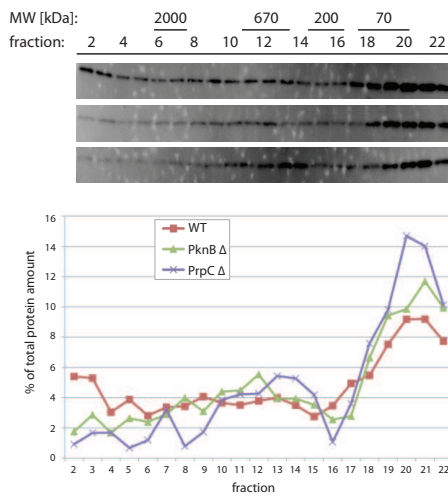 MW [kDa]: 2000 670 200 70
fraction: 2 4 6 8 10 12 14 16 18 20 22
16
14
12
10
8
6
4
2
0
% of total protein amount
WT
PknB Δ
PrpC Δ
2 3 4 5 6 7 8 9 10 11 12 13 14 15 16 17 18 19 20 21 22
fraction